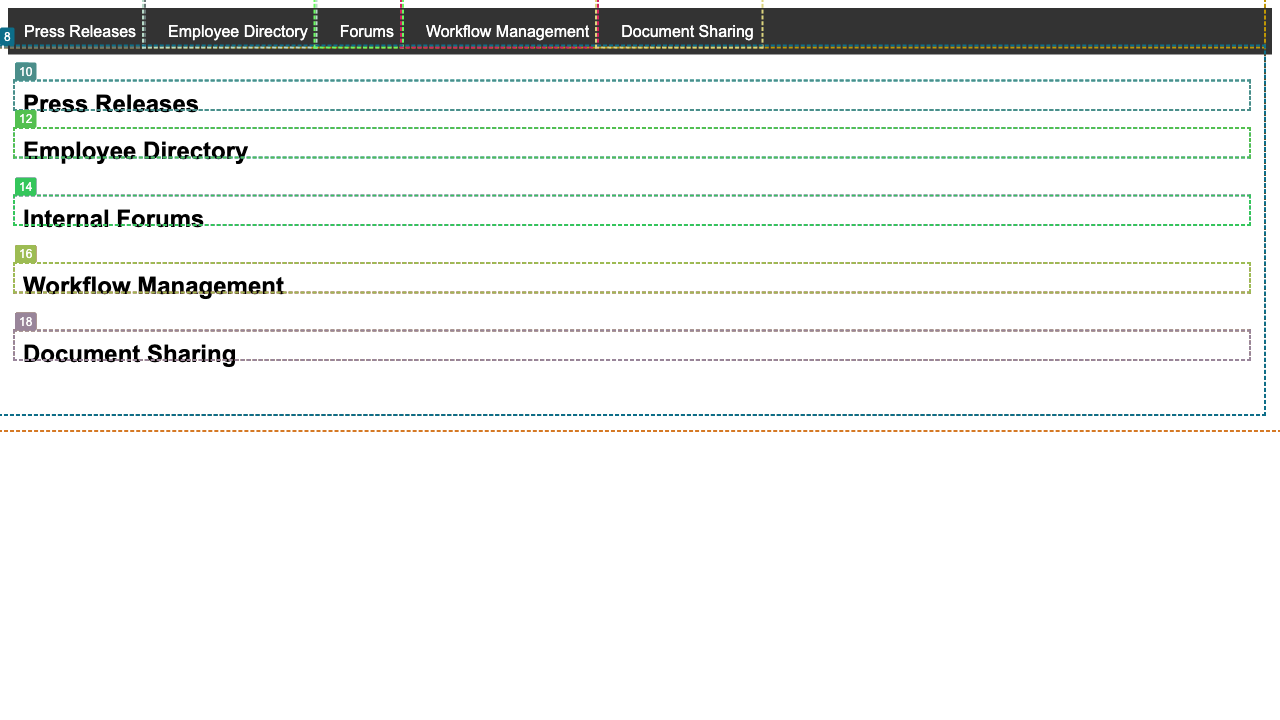 Press Releases Employee Directory Forums Workflow Management Document Sharing
8
10
Press Releases
12
Employee Directory
14
Internal Forums
16
Workflow Management
18
Document Sharing